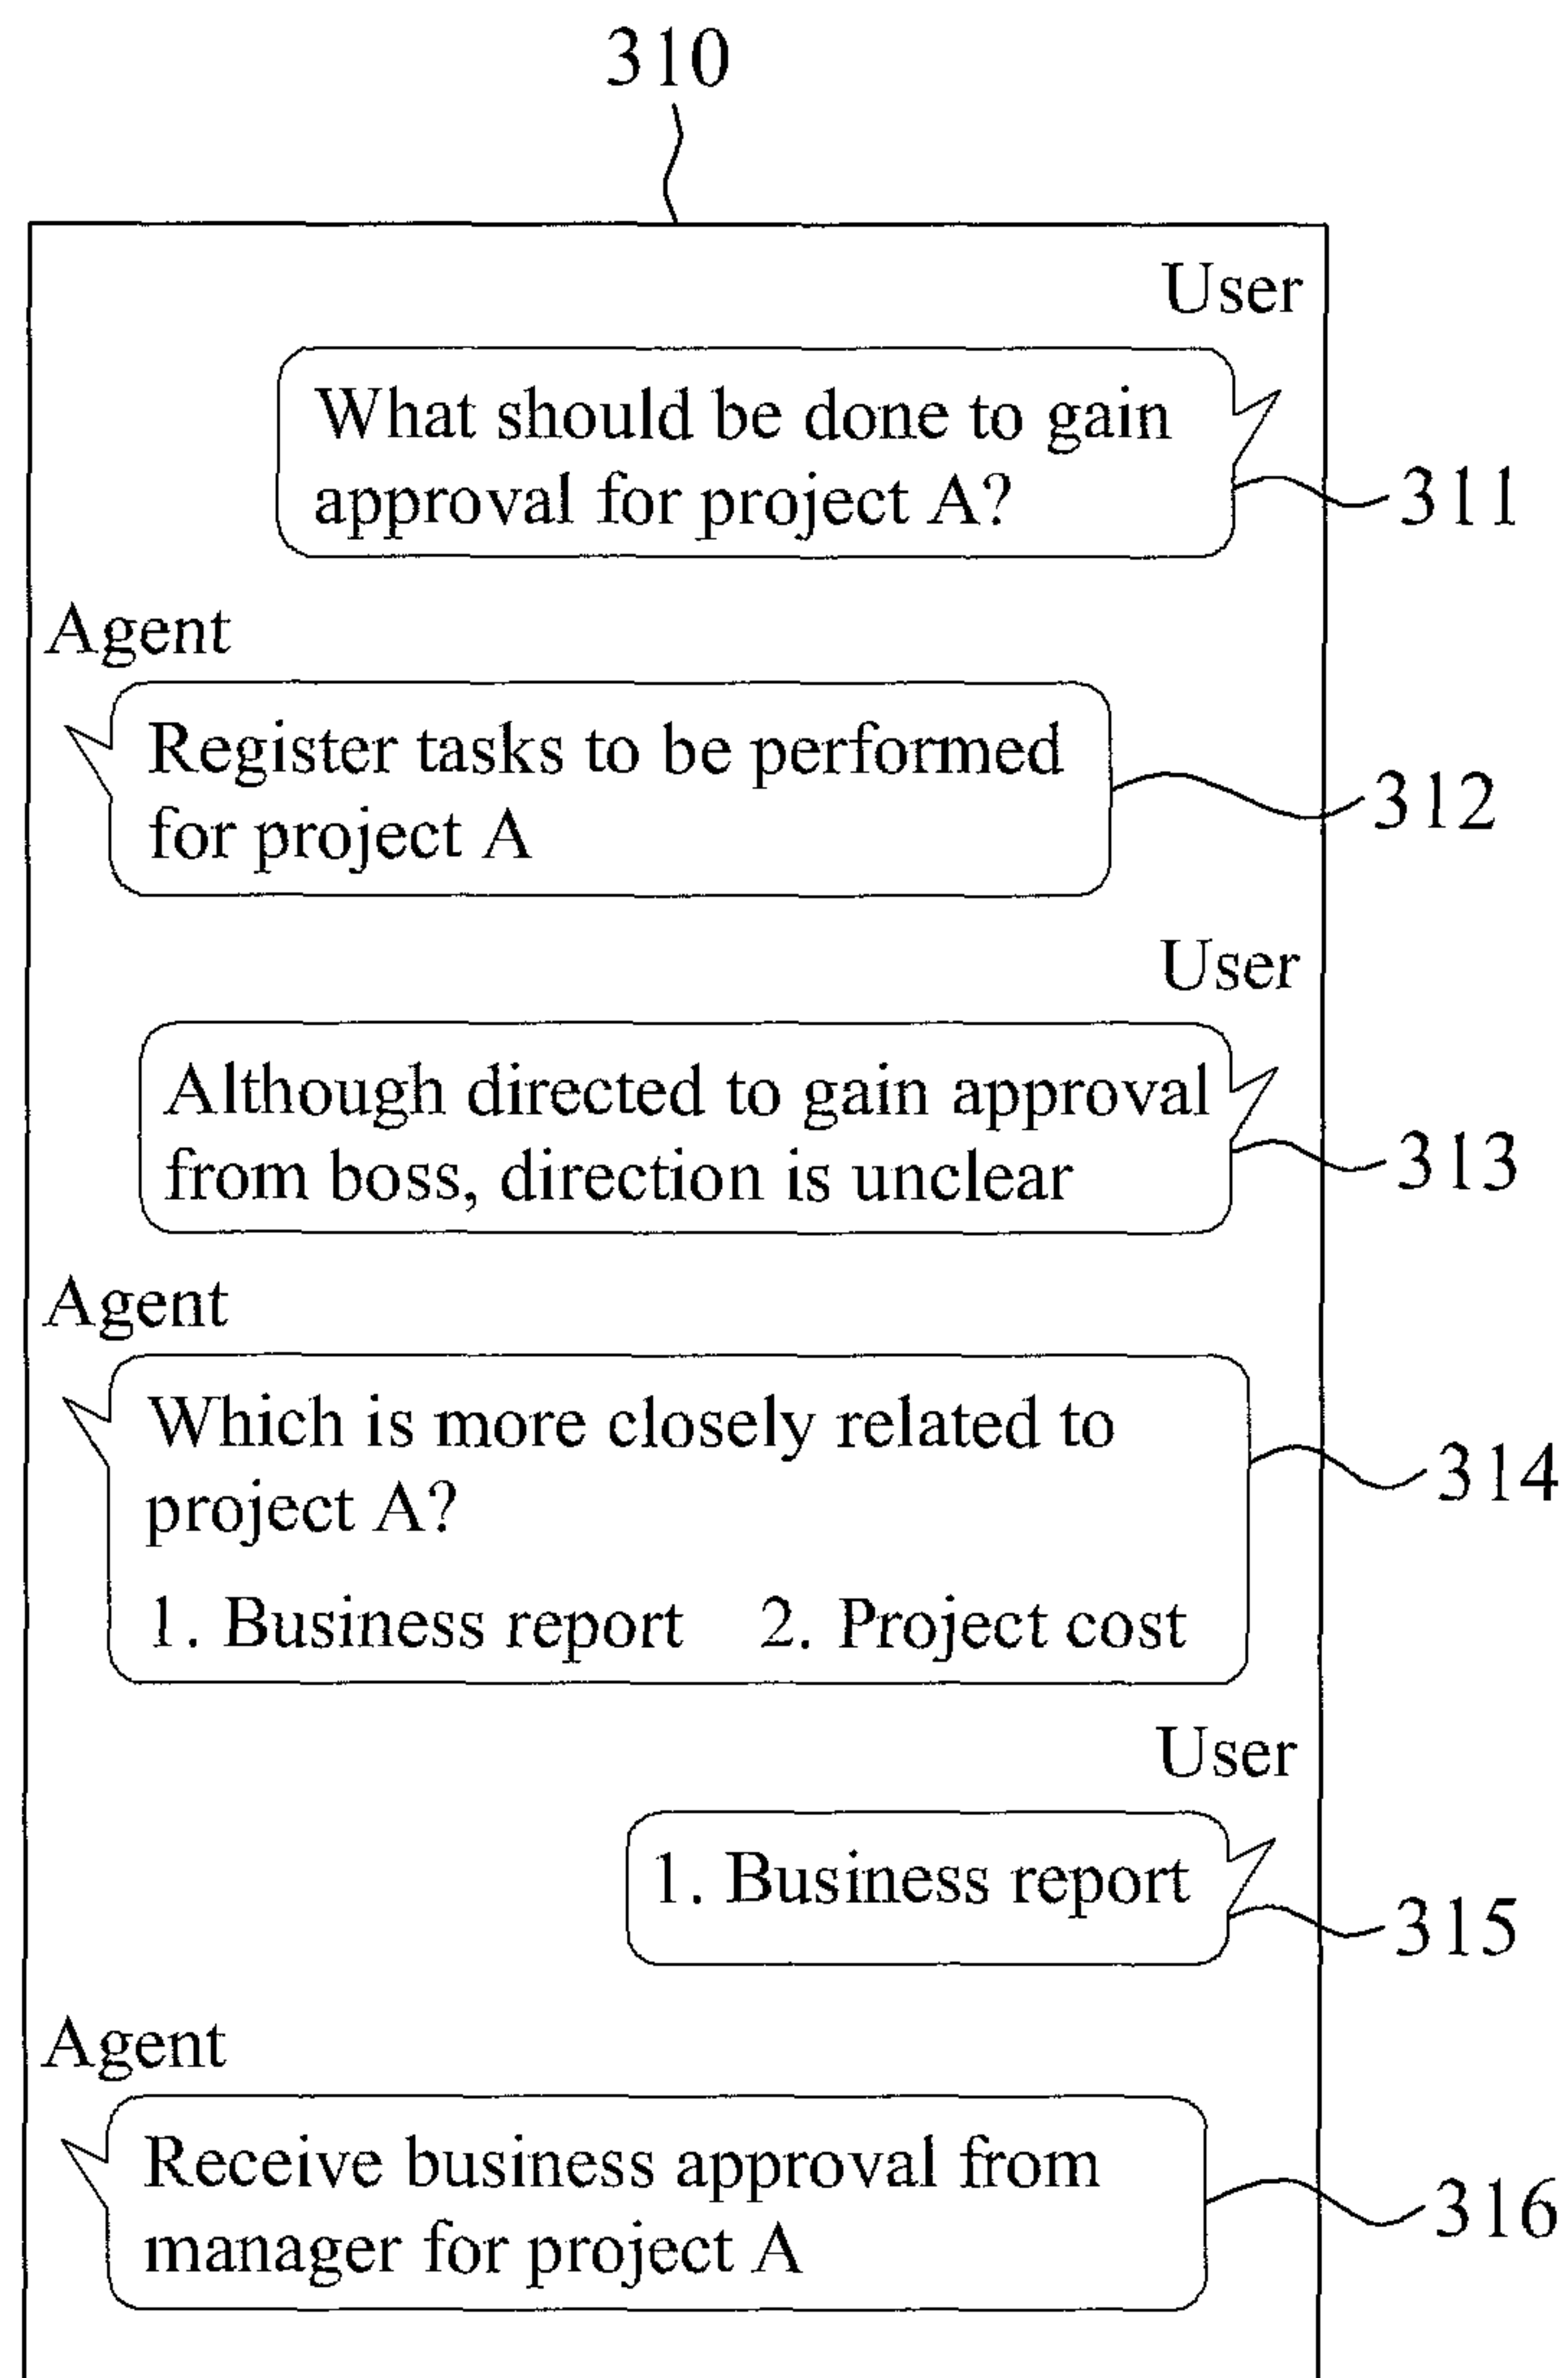 310
User
What should be done to gain
approval for project A?
311
Agent
Register tasks to be performed
for project A
312
User
Although directed to gain approval
from boss, direction is unclear
313
Agent
Which is more closely related to
project A?
1. Business report 2. Project cost
314
User
1. Business report
315
Agent
Receive business approval from
manager for project A
316